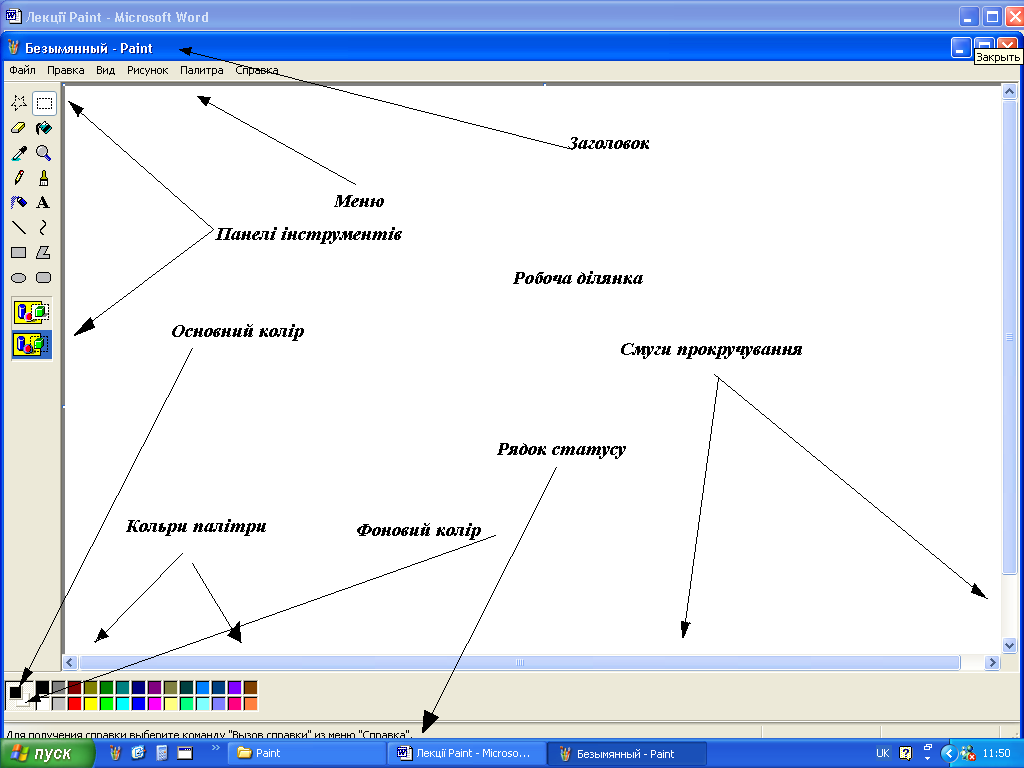 Лекції Paint - Microsoft Word
Безымянный - Paint
Закрыть
Файл Правка Вид Рисунок Палитра Справка
Заголовок
Меню
Панелі інструментів
Робоча ділянка
Основний колір
Смуги прокручування
Рядок статусу
Кольри палітри
Фоновий колір
A
Для получения справки выберите команду "Вызов справки" из меню "Справка".
пуск
Paint
Лекції Paint - Microso...
Безымянный - Paint
UK
11:50